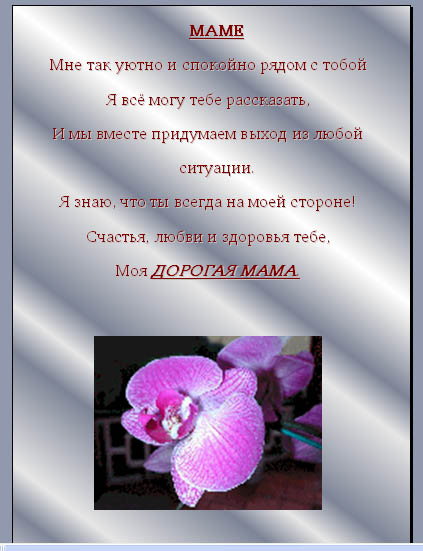 МАМЕ
Мне так уютно и спокойно рядом с тобой
Я всё могу тебе рассказать,
И мы вместе придумаем выход из любой
ситуации.
Я знаю, что ты всегда на моей стороне!
Счастья, любви и здоровья тебе,
Моя ДОРОГАЯ МАМА.